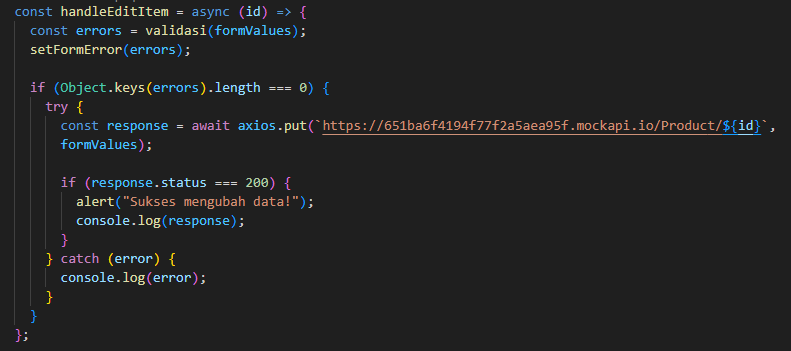 const handleEditItem = async (id) => {
  const errors = validasi(formValues);
  setFormError(errors);

  if (Object.keys(errors).length === 0) {
    try {
      const response = await axios.put(`https://651ba6f4194f77f2a5aea95f.mockapi.io/Product/${id}`,
      formValues);

      if (response.status === 200) {
        alert("Sukses mengubah data!");
        console.log(response);
      }
    } catch (error) {
      console.log(error);
    }
  }
};